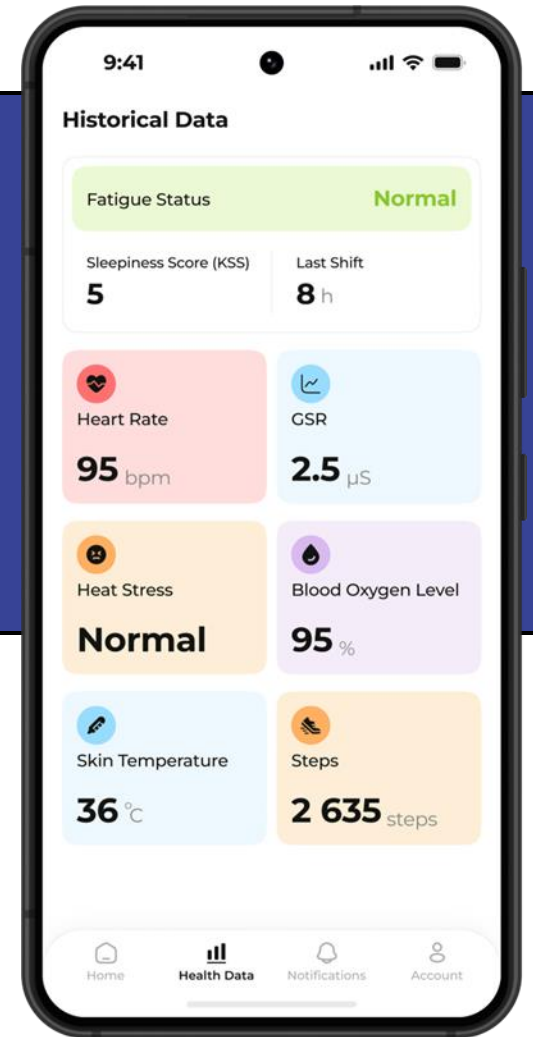 9:41
Historical Data
Fatigue Status Normal
Sleepiness Score (KSS) Last Shift
5 8 h
Heart Rate GSR
95 bpm 2.5 µS
Heat Stress Blood Oxygen Level
Normal 95 %
Skin Temperature Steps
36 °C 2 635 steps
Home Health Data Notifications Account